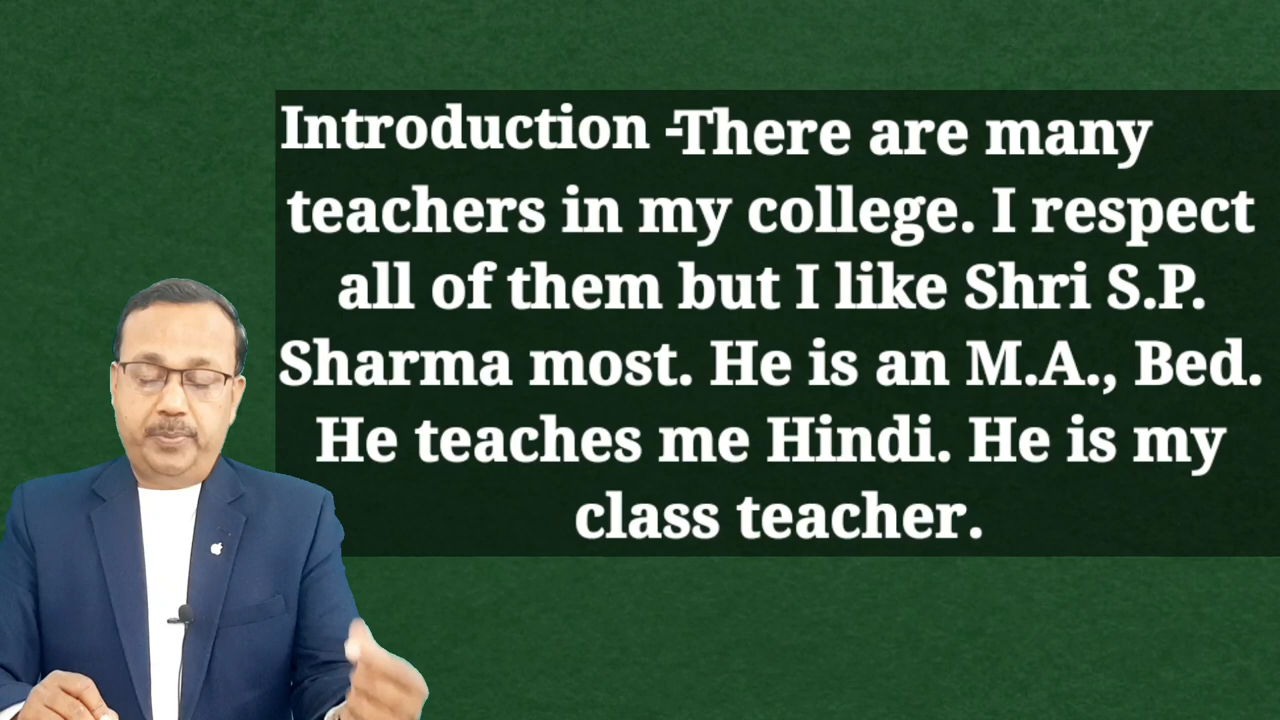 Introduction -There are many
teachers in my college. I respect
all of them but I like Shri S.P.
Sharma most. He is an M.A., Bed.
He teaches me Hindi. He is my
class teacher.